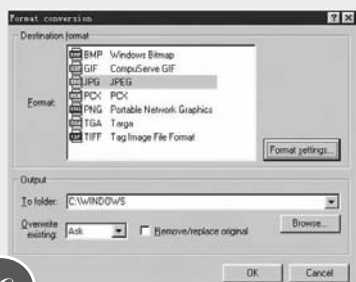 Format conversion
Destination format
Format:
BMP Windows Bitmap
GIF CompuServe GIF
JPG JPEG
PCX PCX
PNG Portable Network Graphics
TGA Targa
TIFF Tag Image File Format
Format settings...
Output
To folder: C:\WINDOWS
Overwrite existing: Ask
Remove/replace original
Browse...
OK Cancel